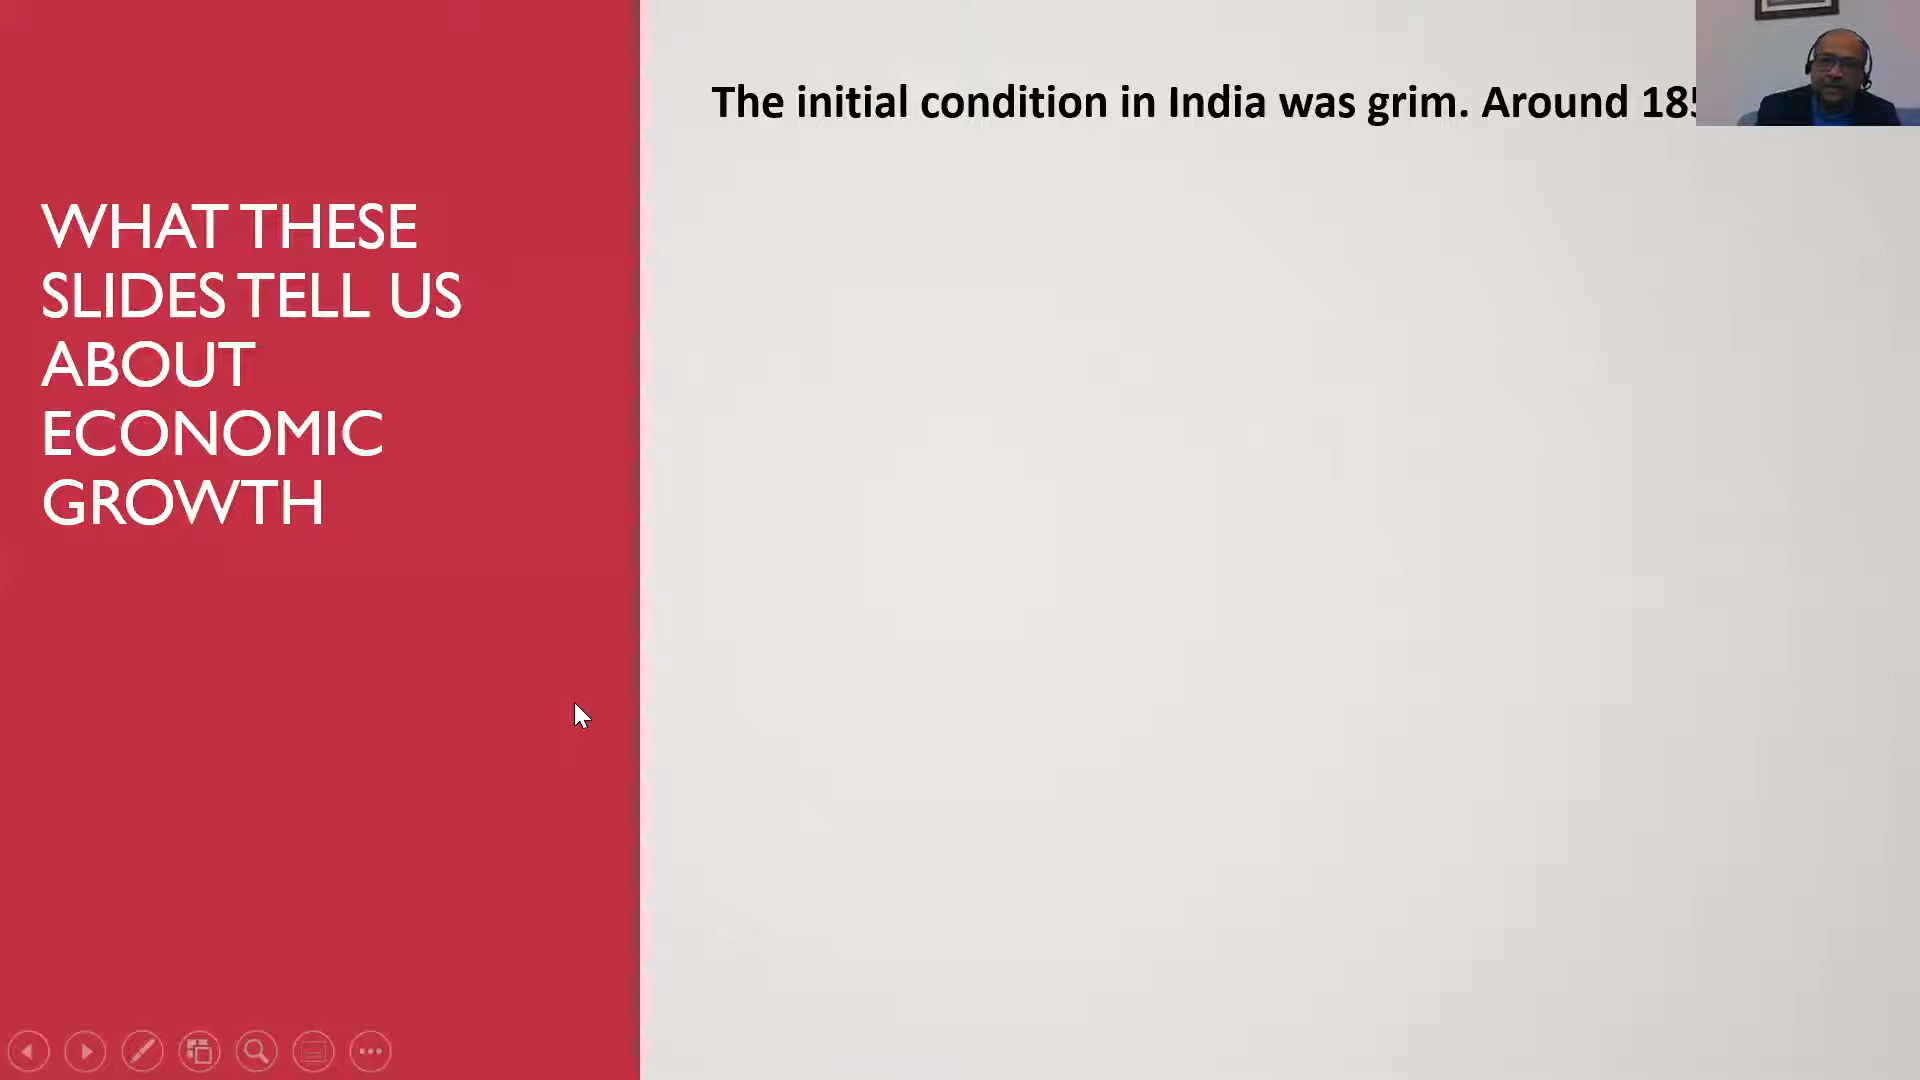 WHAT THESE
SLIDES TELL US
ABOUT
ECONOMIC
GROWTH
The initial condition in India was grim. Around